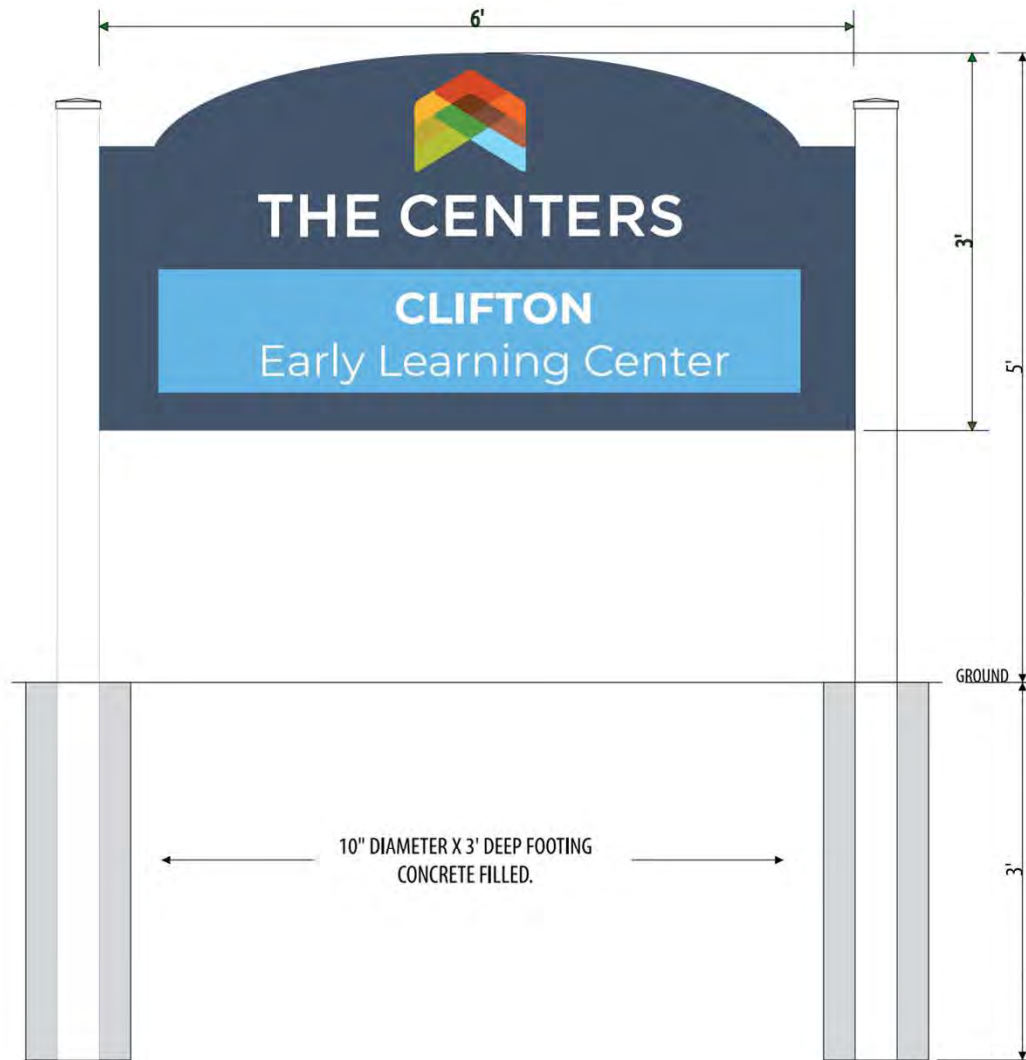 6'
THE CENTERS
3'
CLIFTON
Early Learning Center
5'
GROUND
10" DIAMETER X 3' DEEP FOOTING
CONCRETE FILLED.
3'